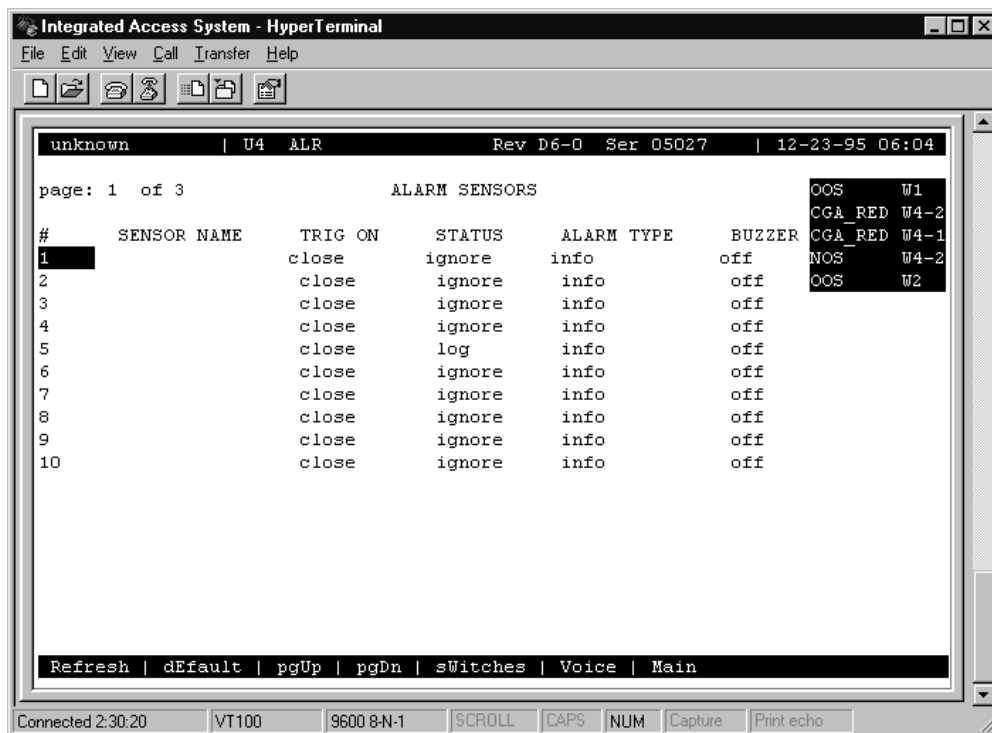 Integrated Access System - HyperTerminal
File Edit View Call Transfer Help
unknown | U4 ALR Rev D6-0 Ser 05027 | 12-23-95 06:04
page: 1 of 3 ALARM SENSORS OOS W1
CGA_RED W4-2
# SENSOR NAME TRIG ON STATUS ALARM TYPE BUZZER CGA_RED W4-1
1 close ignore info off NOS W4-2
2 close ignore info off OOS W2
3 close ignore info off
4 close ignore info off
5 close log info off
6 close ignore info off
7 close ignore info off
8 close ignore info off
9 close ignore info off
10 close ignore info off
Refresh | dEfault | pgUp | pgDn | sWitches | Voice | Main
Connected 2:30:20 VT100 9600 8-N-1 SCROLL CAPS NUM Capture Print echo